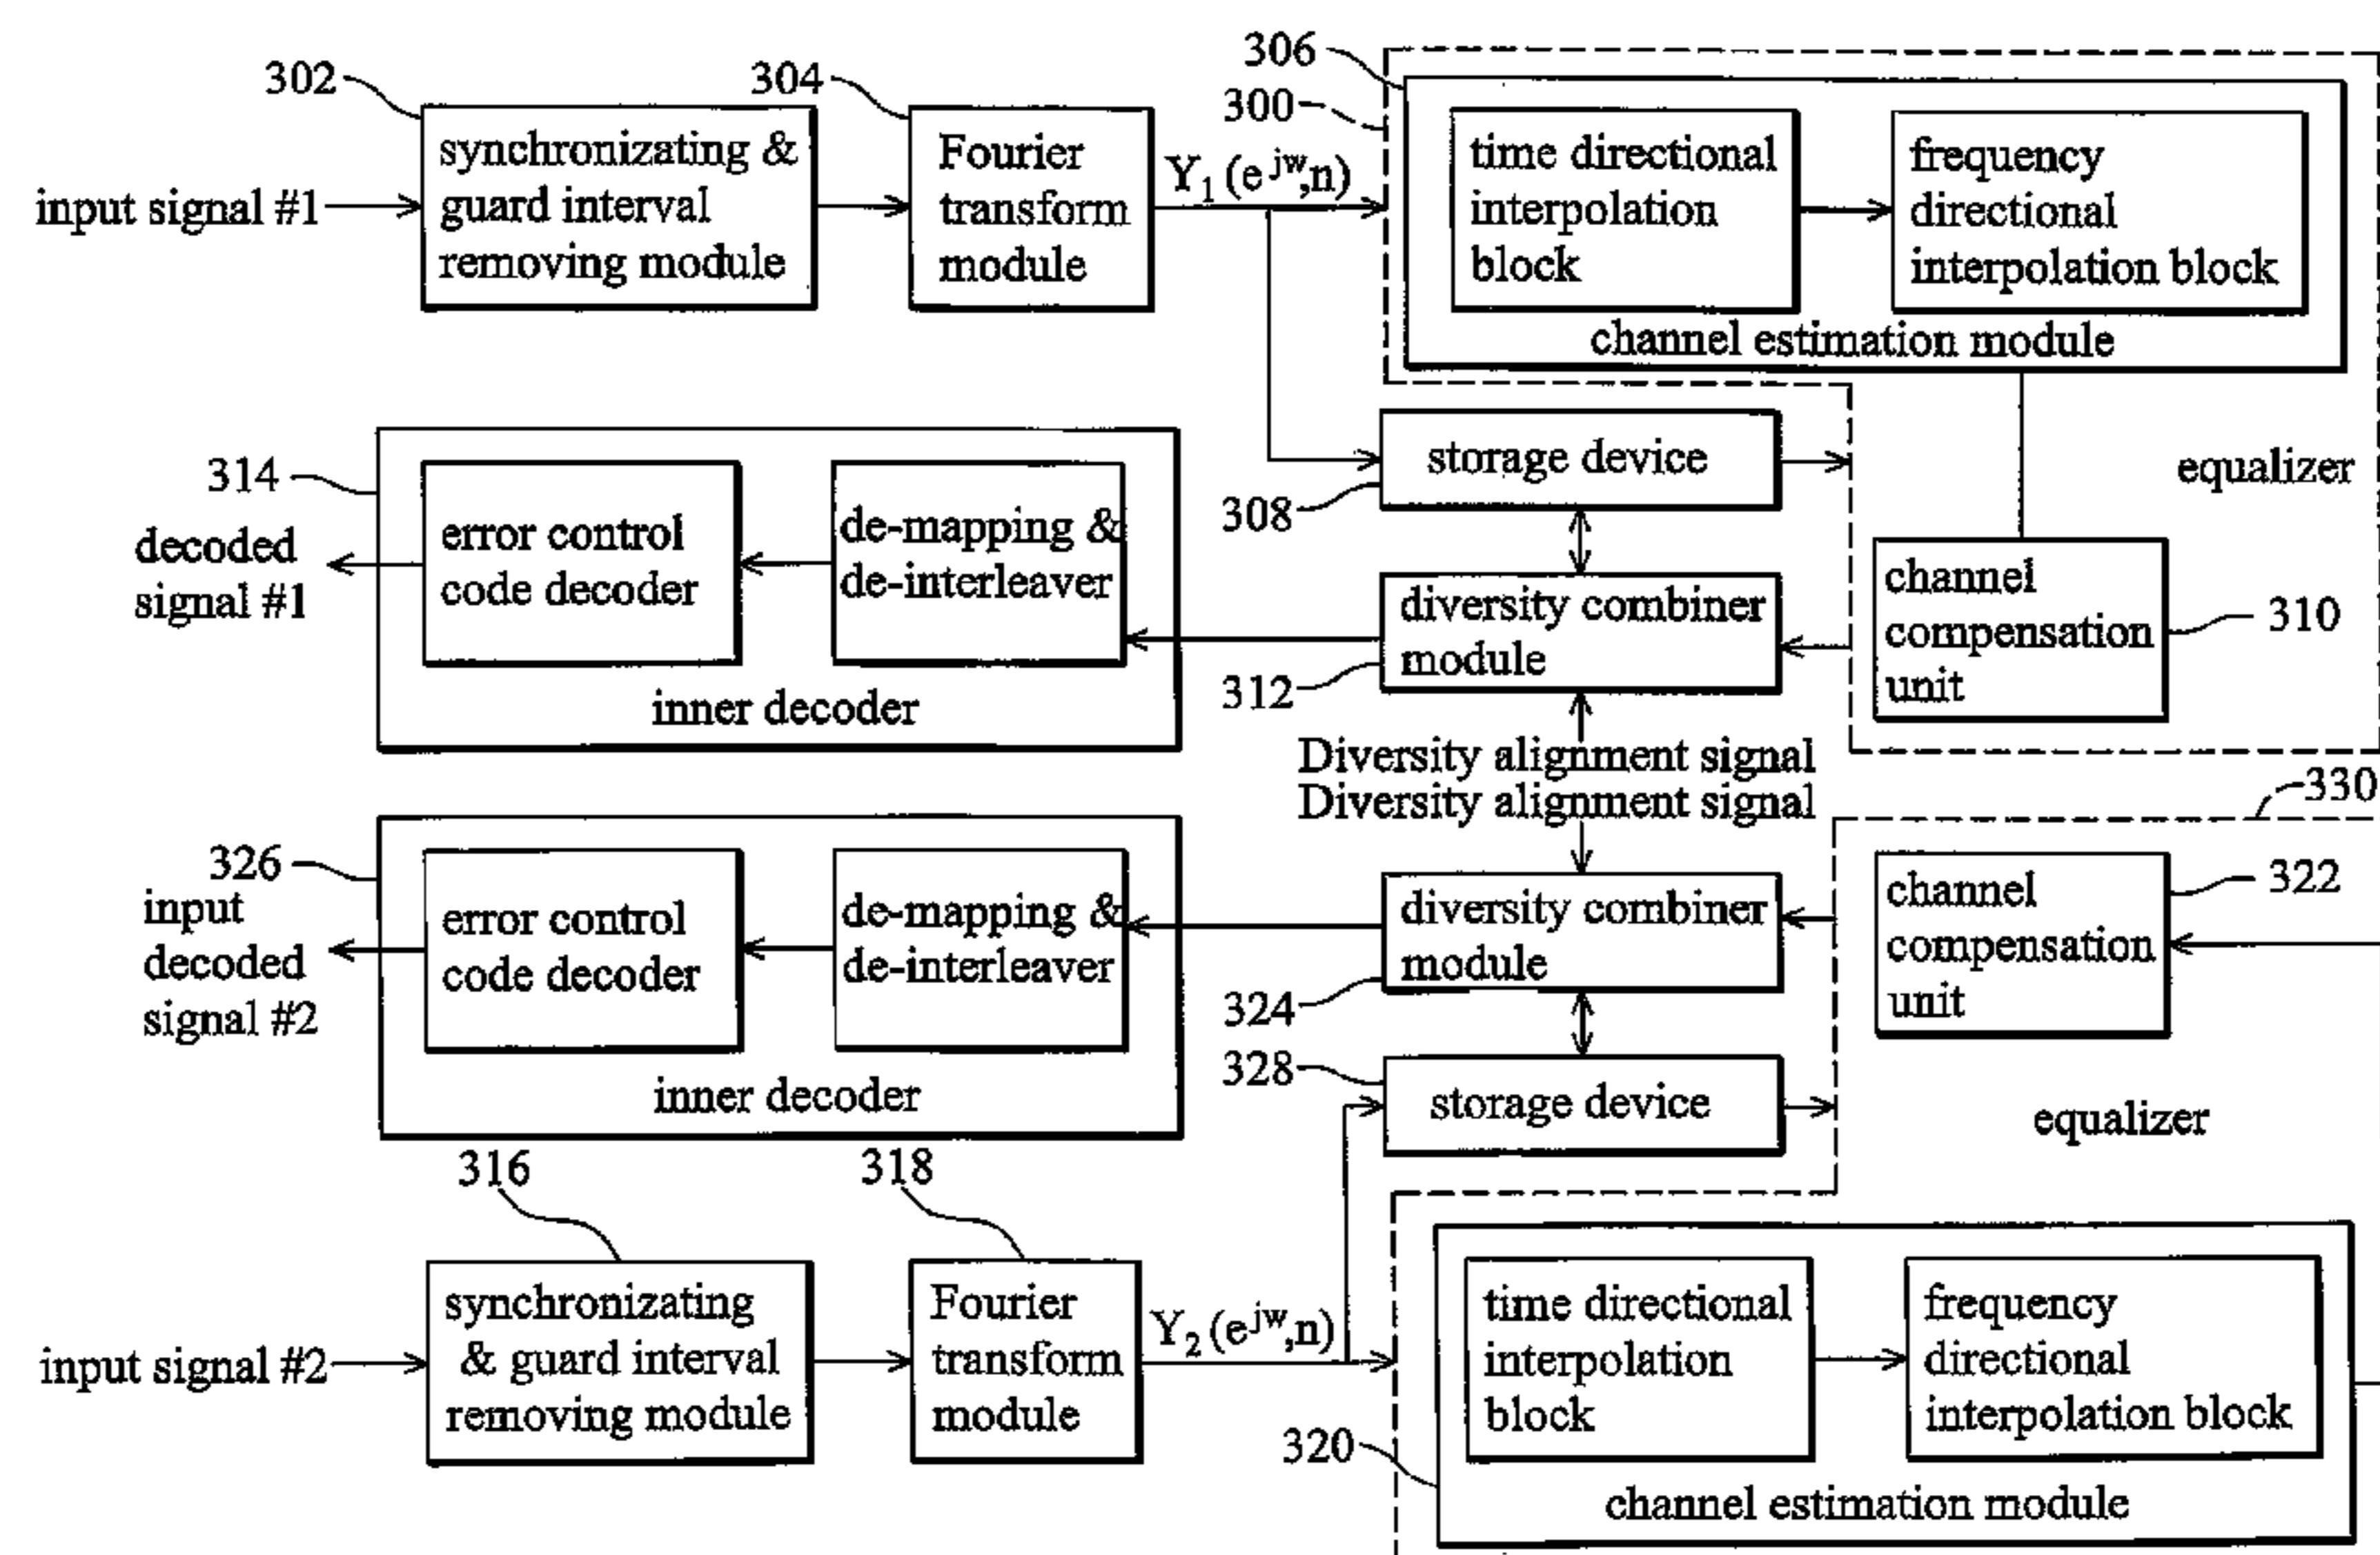 306
302
304
300
synchronizating &
guard interval
removing module
Fourier
transform
module
time directional
interpolation
block
frequency
directional
interpolation block
input signal #1
Y1 (e^jw,n)
channel estimation module
314
storage device
equalizer
308
decoded
signal #1
error control
code decoder
de-mapping &
de-interleaver
diversity combiner
module
channel
compensation
unit
310
312
inner decoder
Diversity alignment signal
Diversity alignment signal
330
326
input
decoded
signal #2
error control
code decoder
de-mapping &
de-interleaver
diversity combiner
module
channel
compensation
unit
322
324
328
inner decoder
storage device
equalizer
316
318
synchronizating
& guard interval
removing module
Fourier
transform
module
time directional
interpolation
block
frequency
directional
interpolation block
input signal #2
Y2 (e^jw,n)
320
channel estimation module